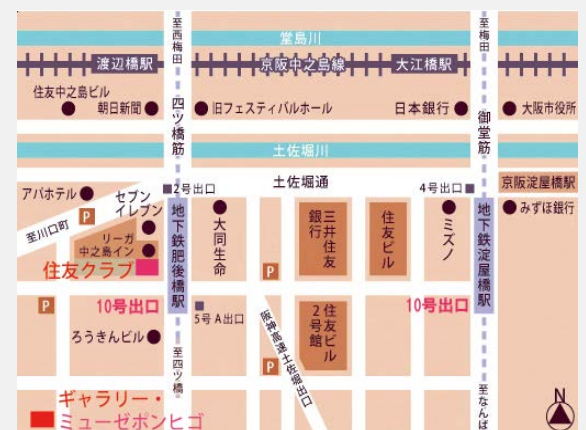 至西梅田
至梅田
堂島川
渡辺橋駅
京阪中之島線
大江橋駅
住友中之島ビル
朝日新聞
四ツ橋筋
旧フェスティバルホール
日本銀行
御堂筋
大阪市役所
土佐堀川
土佐堀通
京阪淀屋橋駅
アパホテル
セブン
イレブン
2号出口
4号出口
みずほ銀行
P
至川口町
リーガ
中之島イン
地下鉄肥後橋駅
大同生命
三井住友
銀行
住友ビル
ミズノ
地下鉄淀屋橋駅
住友クラブ
P
P
10号出口
5号A出口
阪神高速土佐堀出口
住友ビル
2号館
10号出口
ろうきんビル
至四ツ橋
P
至なんば
ギャラリー・
ミューゼポンヒゴ
N